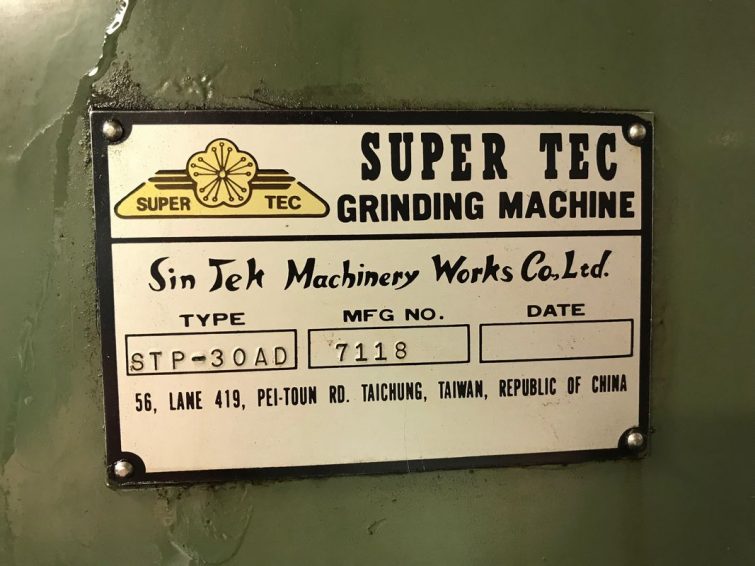 SUPER TEC
SUPER TEC
GRINDING MACHINE
Sin Tek Machinery Works Co., Ltd.
TYPE MFG NO. DATE
STP-30AD 7118
56, LANE 419, PEI-TOUN RD. TAICHUNG, TAIWAN, REPUBLIC OF CHINA